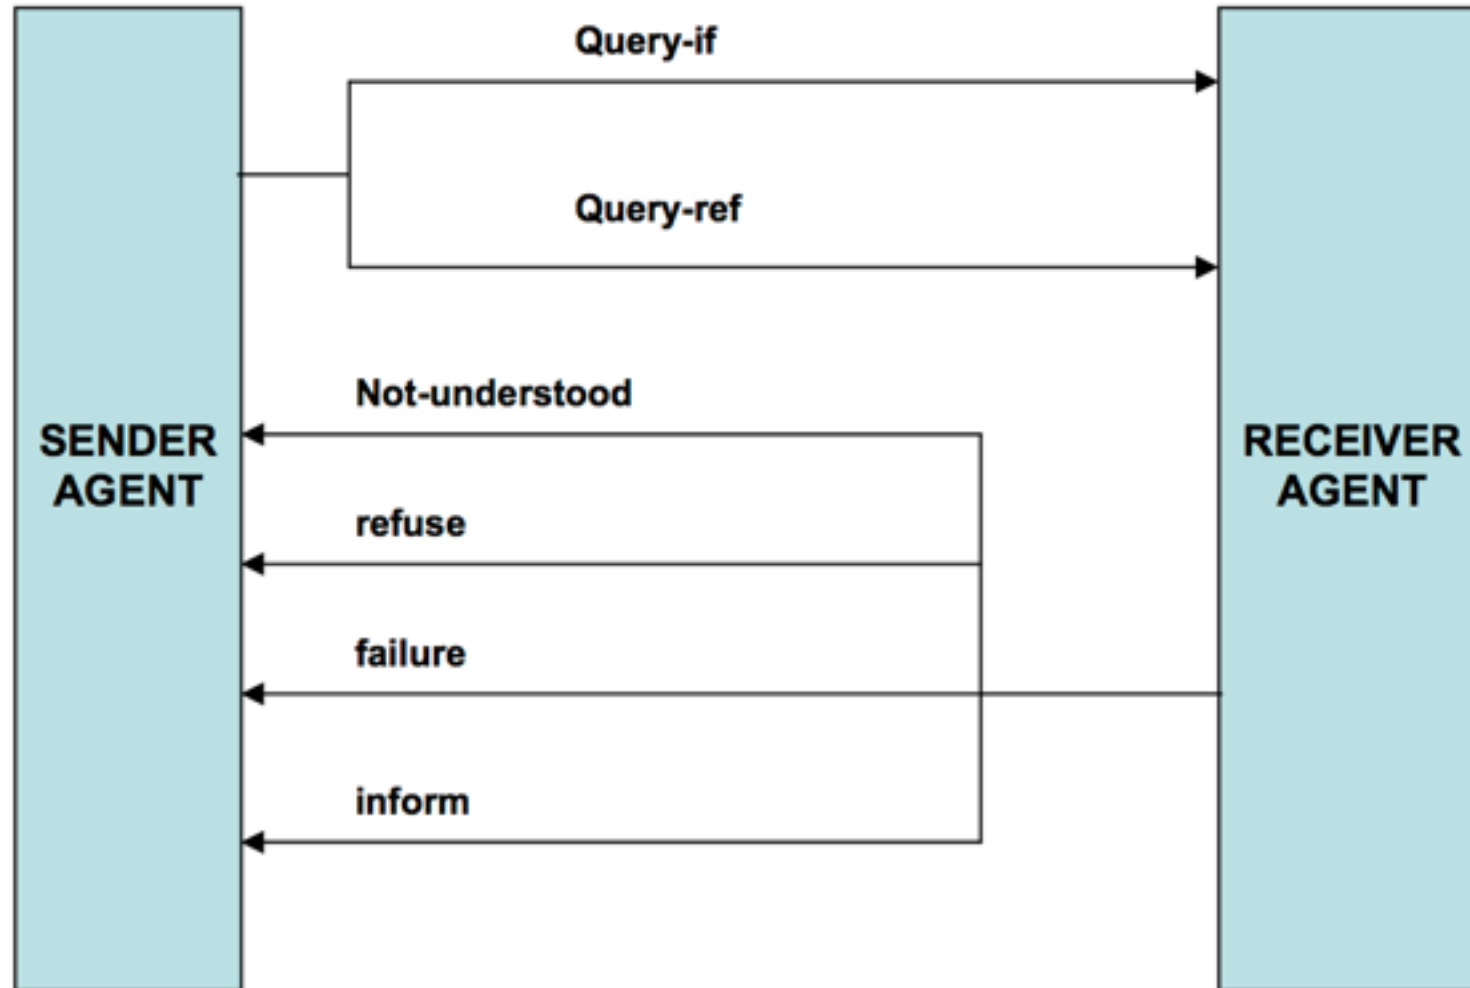 Query-if
Query-ref
Not-understood
SENDER
AGENT
RECEIVER
AGENT
refuse
failure
inform